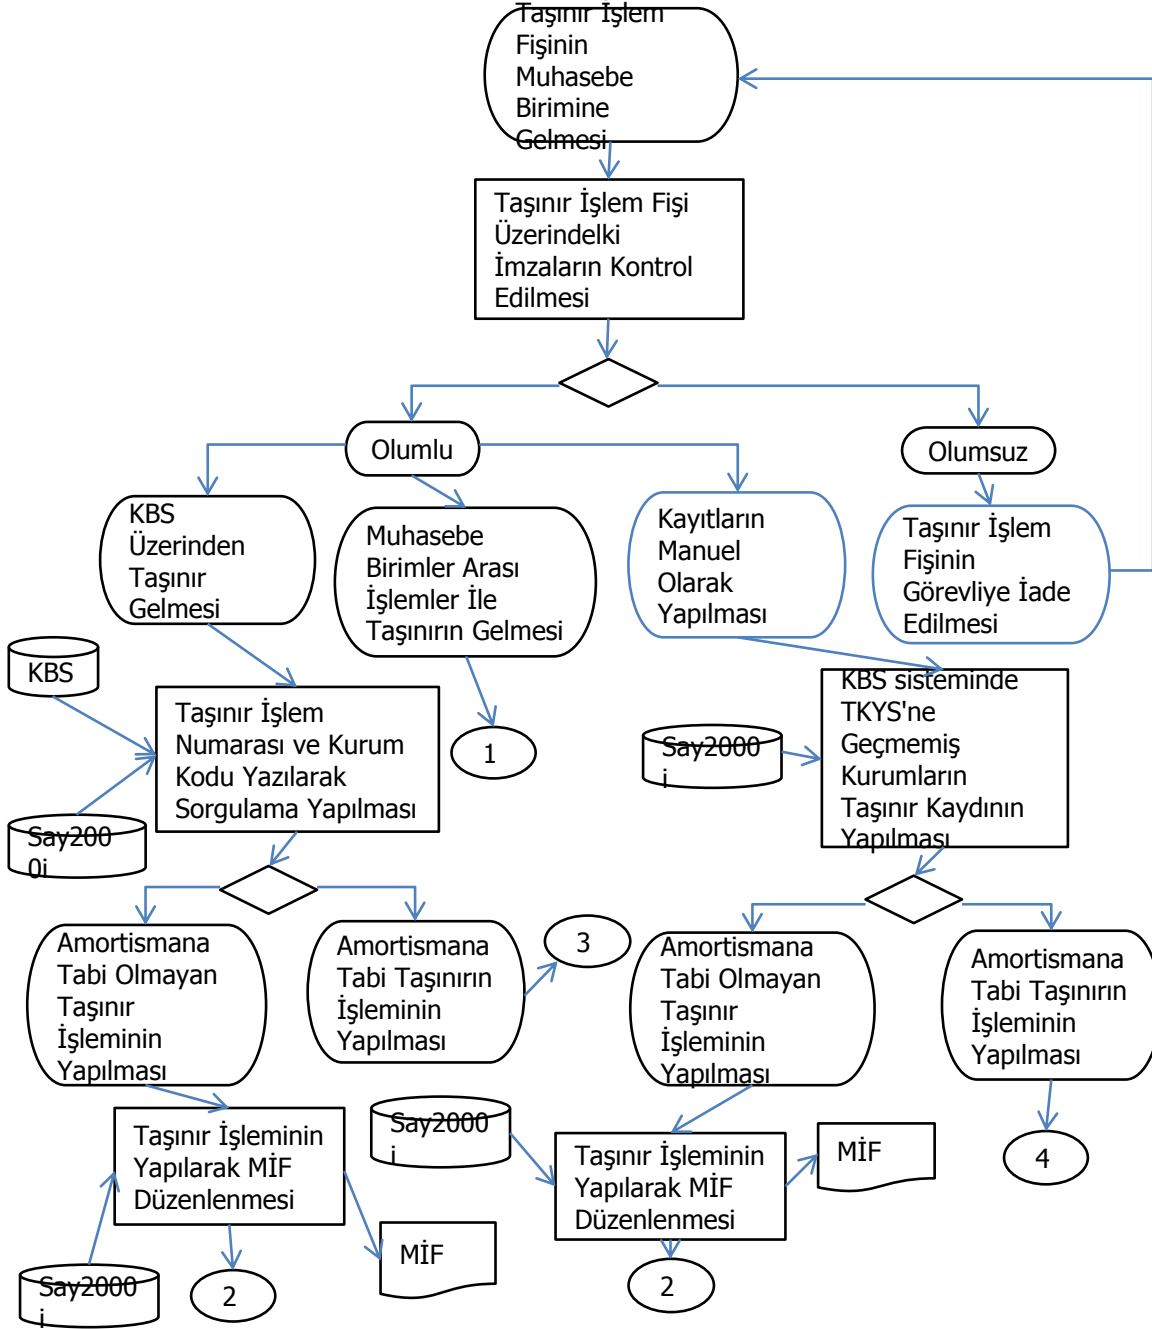 Taşınır İşlem
Fişinin
Muhasebe
Birimine
Gelmesi
Taşınır İşlem Fişi
Üzerindelki
İmzaların Kontrol
Edilmesi
Olumlu
Olumsuz
KBS
Üzerinden
Taşınır
Gelmesi
Muhasebe
Birimler Arası
İşlemler İle
Taşınırın Gelmesi
Kayıtların
Manuel
Olarak
Yapılması
Taşınır İşlem
Fişinin
Görevliye İade
Edilmesi
KBS
Taşınır İşlem
Numarası ve Kurum
Kodu Yazılarak
Sorgulama Yapılması
1
Say2000
i
KBS sisteminde
TKYS'ne
Geçmemiş
Kurumların
Taşınır Kaydının
Yapılması
Say200
0i
Amortismana
Tabi Olmayan
Taşınır
İşleminin
Yapılması
Amortismana
Tabi Taşınırın
İşleminin
Yapılması
3
Amortismana
Tabi Olmayan
Taşınır
İşleminin
Yapılması
Amortismana
Tabi Taşınırın
İşleminin
Yapılması
Taşınır İşleminin
Yapılarak MİF
Düzenlenmesi
Say2000
i
Taşınır İşleminin
Yapılarak MİF
Düzenlenmesi
MİF
4
Say2000
i
2
MİF
2